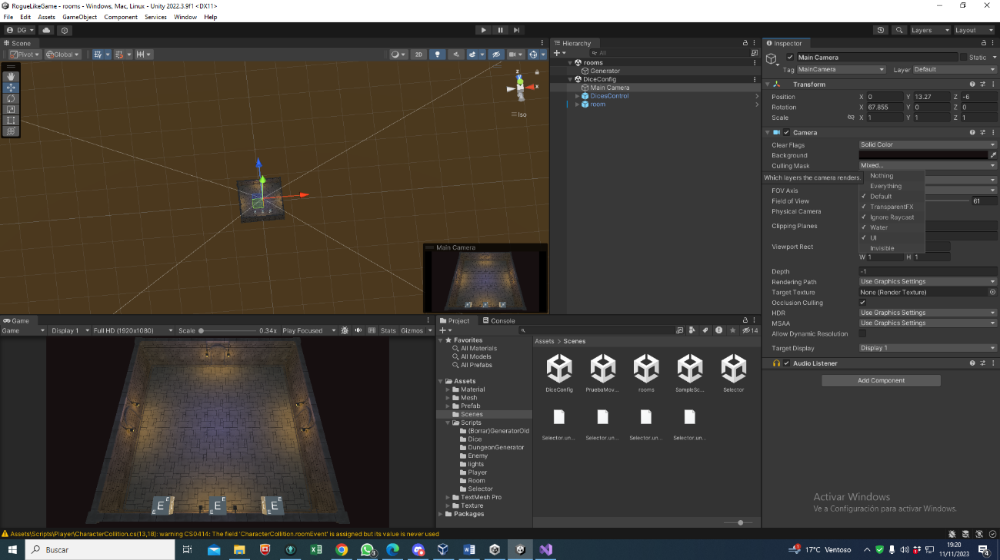 RogueLikeGame - rooms - Windows, Mac, Linux - Unity 2022.3.9f1 <DX11>
File Edit Assets GameObject Component Services Window Help
DG
Layers
Layout
Scene
Pivot
Global
2D
z
x
Iso
Main Camera
Hierarchy
All
rooms
Generator
DiceConfig
Main Camera
DicesControl
room
Inspector
Main Camera
Static
Tag MainCamera
Layer Default
Transform
Position X 0 Y 13.27 Z -6
Rotation X 67.855 Y 0 Z 0
Scale X 1 Y 1 Z 1
Camera
Clear Flags Solid Color
Background
Culling Mask Mixed...
Which layers the camera renders.
Nothing
Everything
Default
TransparentFX
Ignore Raycast
Water
UI
Invisible
FOV Axis
Field of View 61
Physical Camera
Clipping Planes
Viewport Rect
W 1 H 1
Depth -1
Rendering Path Use Graphics Settings
Target Texture None (Render Texture)
Occlusion Culling
HDR Use Graphics Settings
MSAA Use Graphics Settings
Allow Dynamic Resolution
Target Display Display 1
Audio Listener
Add Component
Game
Game Display 1 Full HD (1920x1080) Scale 0.34x Play Focused Stats Gizmos
E E E
Project Console
14
Favorites
All Materials
All Models
All Prefabs
Assets
Material
Mesh
Prefab
Scenes
Scripts
(Borrar)GeneratorOld
Dice
DungeonGenerator
Enemy
lights
Player
Room
Selector
TextMesh Pro
Texture
Packages
Assets > Scenes
DiceConfig PruebaMov... rooms SampleSc... Selector
Selector.un... Selector.un... Selector.un... Selector.un...
Activar Windows
Ve a Configuración para activar Windows.
Assets\Scripts\Player\CharacterCollition.cs(13,18): warning CS0414: The field 'CharacterCollition.roomEvent' is assigned but its value is never used
Buscar
3
17°C Ventoso
19:20
11/11/2023
4